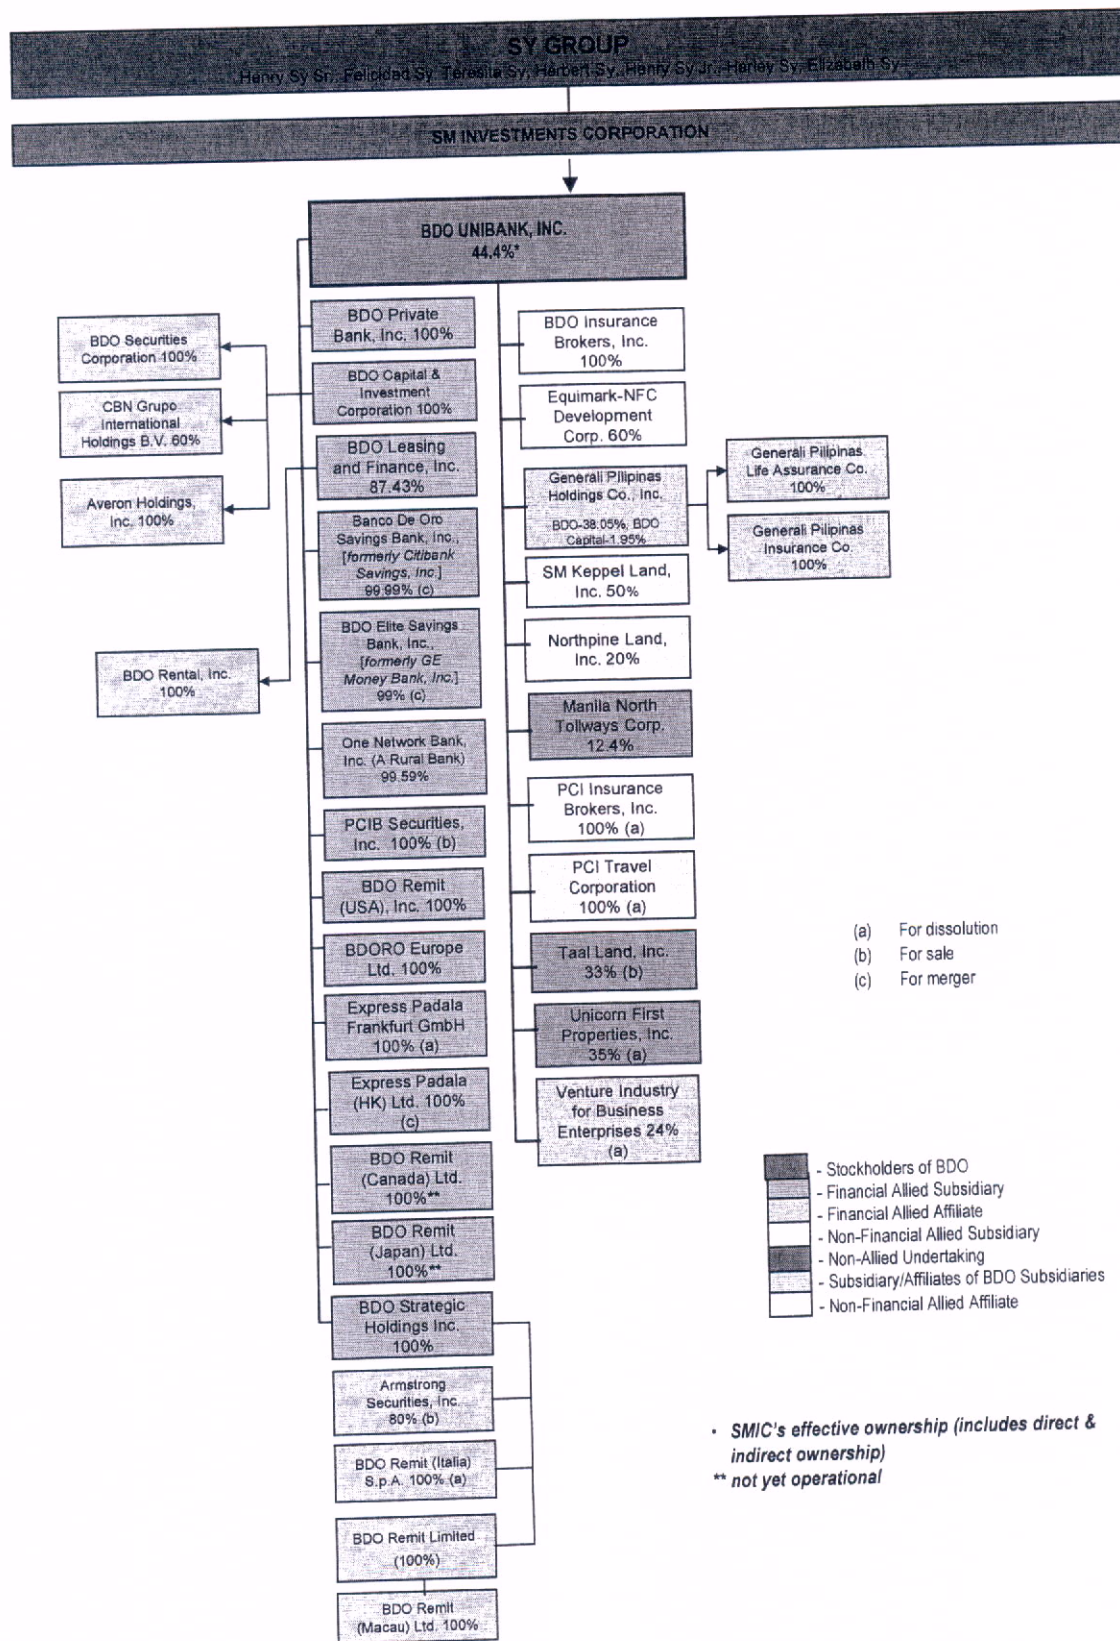 SY GROUP
Henry Sy Sr., Felicidad Sy, Teresita Sy, Herbert Sy, Henry Sy Jr., Harley Sy, Elizabeth Sy
SM INVESTMENTS CORPORATION
BDO UNIBANK, INC.
44.4%*
BDO Securities
Corporation 100%
CBN Grupo
International
Holdings B.V. 60%
Averon Holdings,
Inc. 100%
BDO Rental, Inc.
100%
BDO Private
Bank, Inc. 100%
BDO Capital &
Investment
Corporation 100%
BDO Leasing
and Finance, Inc.
87.43%
Banco De Oro
Savings Bank, Inc.,
[formerly Citibank
Savings, Inc.]
99.99% (c)
BDO Elite Savings
Bank, Inc.,
[formerly GE
Money Bank, Inc.]
99% (c)
One Network Bank,
Inc. (A Rural Bank)
99.59%
PCIB Securities,
Inc. 100% (b)
BDO Remit
(USA), Inc. 100%
BDORO Europe
Ltd. 100%
Express Padala
Frankfurt GmbH
100% (a)
Express Padala
(HK) Ltd. 100%
(c)
BDO Remit
(Canada) Ltd.
100%**
BDO Remit
(Japan) Ltd.
100%**
BDO Strategic
Holdings Inc.
100%
Armstrong
Securities, Inc.
80% (b)
BDO Remit (Italia)
S.p.A. 100% (a)
BDO Remit Limited
(100%)
BDO Remit
(Macau) Ltd. 100%
BDO Insurance
Brokers, Inc.
100%
Equimark-NFC
Development
Corp. 60%
Generali Pilipinas
Holdings Co., Inc.
BDO-38.05%, BDO
Capital-1.95%
SM Keppel Land,
Inc. 50%
Northpine Land,
Inc. 20%
Manila North
Tollways Corp.
12.4%
PCI Insurance
Brokers, Inc.
100% (a)
PCI Travel
Corporation
100% (a)
Taal Land, Inc.
33% (b)
Unicorn First
Properties, Inc.
35% (a)
Venture Industry
for Business
Enterprises 24%
(a)
Generali Pilipinas
Life Assurance Co.
100%
Generali Pilipinas
Insurance Co.
100%
(a) For dissolution
(b) For sale
(c) For merger
- Stockholders of BDO
- Financial Allied Subsidiary
- Financial Allied Affiliate
- Non-Financial Allied Subsidiary
- Non-Allied Undertaking
- Subsidiary/Affiliates of BDO Subsidiaries
- Non-Financial Allied Affiliate
• SMIC's effective ownership (includes direct &
indirect ownership)
** not yet operational